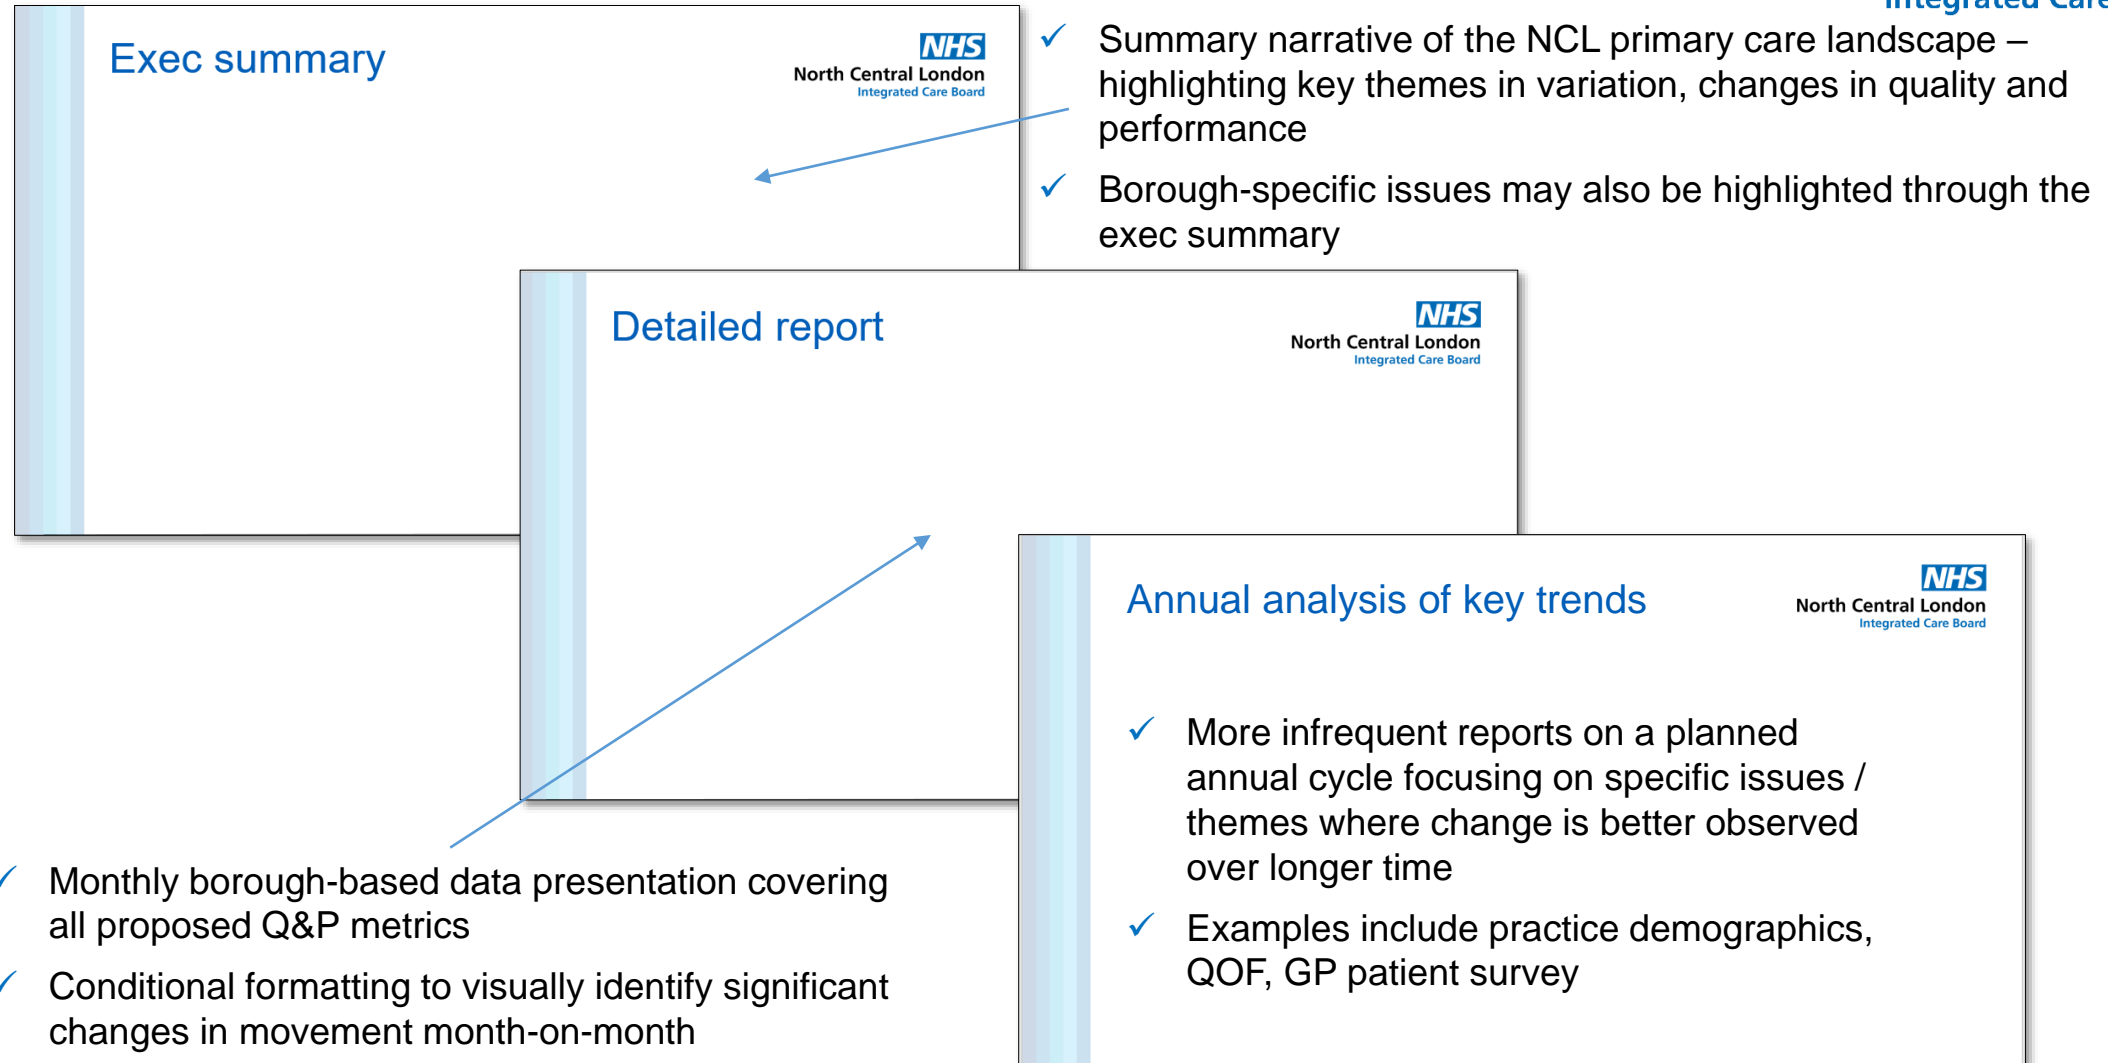 Integrated Care
Exec summary
NHS
North Central London
Integrated Care Board
✓ Summary narrative of the NCL primary care landscape –
highlighting key themes in variation, changes in quality and
performance
✓ Borough-specific issues may also be highlighted through the
exec summary
Detailed report
NHS
North Central London
Integrated Care Board
Annual analysis of key trends
NHS
North Central London
Integrated Care Board
✓ More infrequent reports on a planned
annual cycle focusing on specific issues /
themes where change is better observed
over longer time
✓ Examples include practice demographics,
QOF, GP patient survey
✓ Monthly borough-based data presentation covering
all proposed Q&P metrics
✓ Conditional formatting to visually identify significant
changes in movement month-on-month